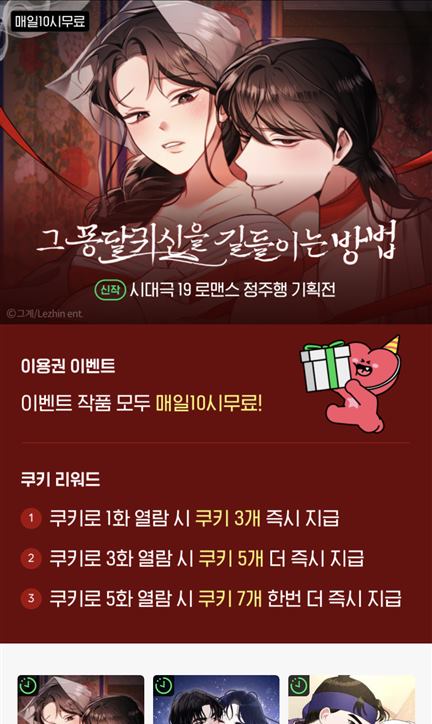 매일10시무료
그 몽달귀신을 길들이는 방법
신작 시대극 19 로맨스 정주행 기획전
©그계/Lezhin ent.
이용권 이벤트
이벤트 작품 모두 매일10시무료!
쿠키 리워드
1 쿠키로 1화 열람 시 쿠키 3개 즉시 지급
2 쿠키로 3화 열람 시 쿠키 5개 더 즉시 지급
3 쿠키로 5화 열람 시 쿠키 7개 한번 더 즉시 지급